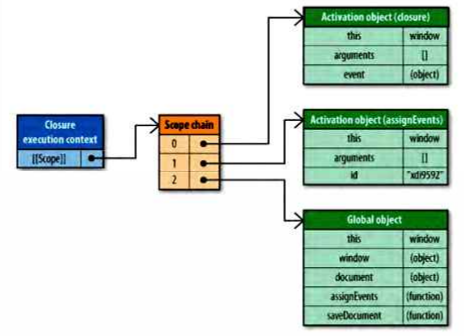 Activation object (closure)
this window
arguments []
event (object)
Closure
execution context
[[Scope]]
Scope chain
0
1
2
Activation object (assignEvents)
this window
arguments []
id "xdi9592"
Global object
this window
window (object)
document (object)
assignEvents (function)
saveDocument (function)